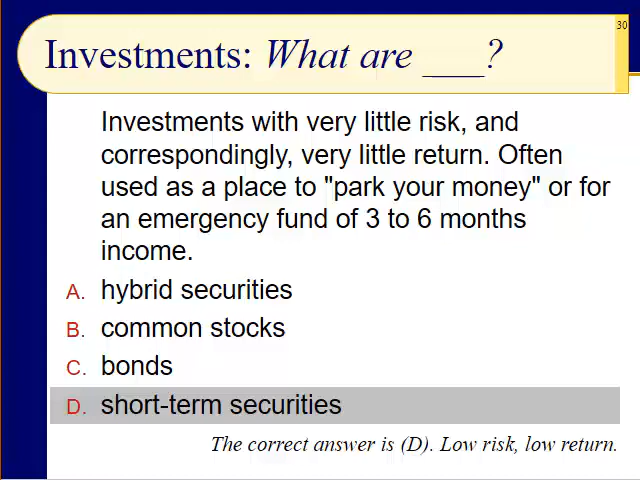 30
Investments: What are ___?
Investments with very little risk, and
correspondingly, very little return. Often
used as a place to "park your money" or for
an emergency fund of 3 to 6 months
income.
A. hybrid securities
B. common stocks
C. bonds
D. short-term securities
The correct answer is (D). Low risk, low return.